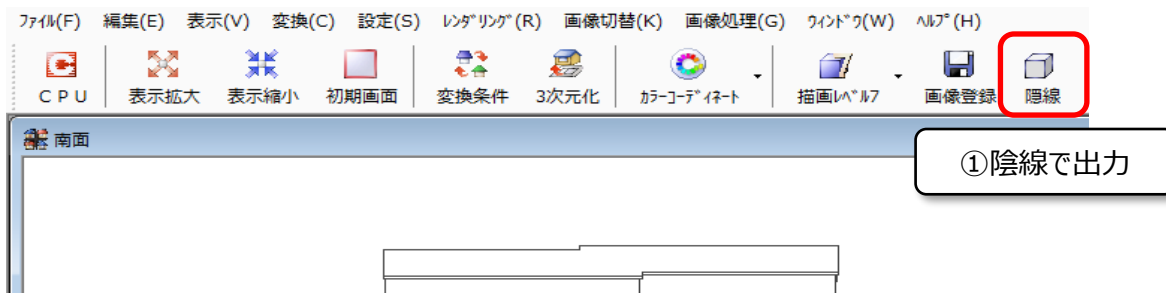 ﾌｧｲﾙ(F) 編集(E) 表示(V) 変換(C) 設定(S) ﾚﾝﾀﾞﾘﾝｸﾞ(R) 画像切替(K) 画像処理(G) ｳｨﾝﾄﾞｳ(W) ﾍﾙﾌﾟ(H)
ＣＰＵ 表示拡大 表示縮小 初期画面 変換条件 3次元化 ｶﾗｰｺｰﾃﾞｨﾈｰﾄ 描画ﾚﾍﾞﾙ7 画像登録 隠線
南面
①陰線で出力